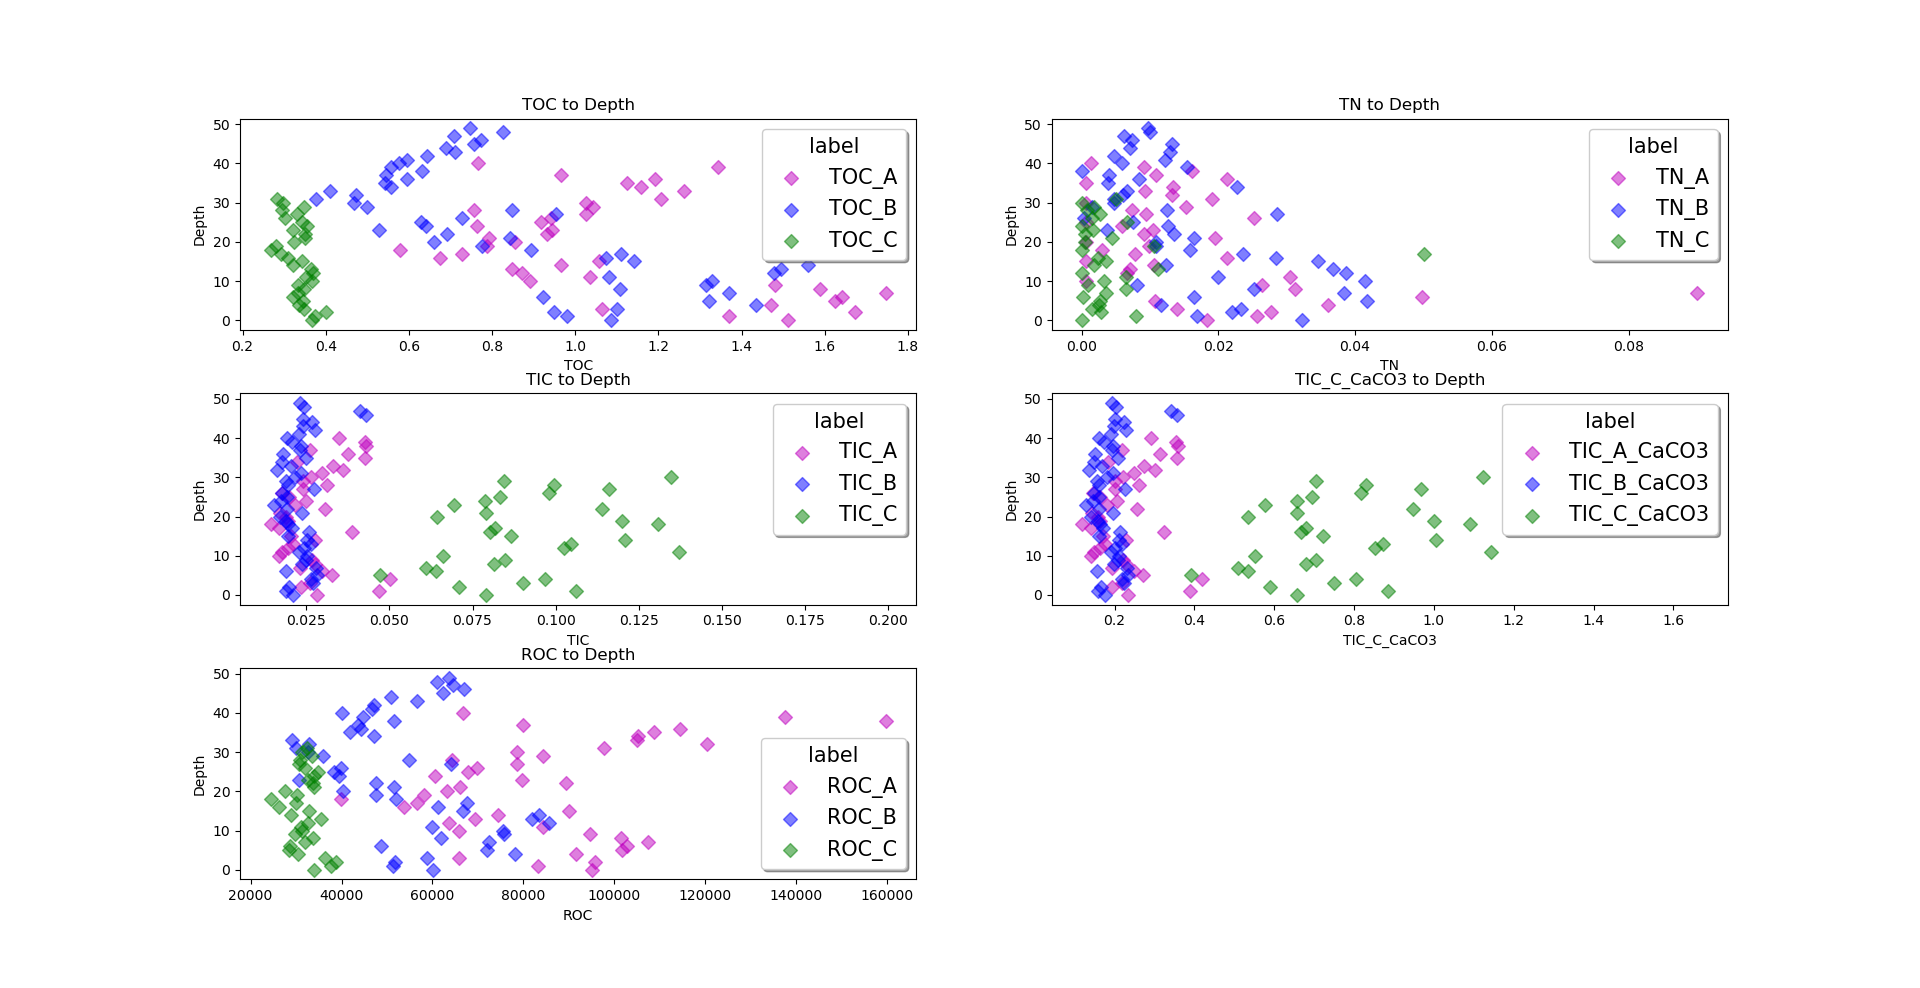 TOC to Depth
50
40
30
20
10
0
Depth
0.2 0.4 0.6 0.8 1.0 1.2 1.4 1.6 1.8
TOC
label
TOC_A
TOC_B
TOC_C
TN to Depth
50
40
30
20
10
0
Depth
0.00 0.02 0.04 0.06 0.08
TN
label
TN_A
TN_B
TN_C
TIC to Depth
50
40
30
20
10
0
Depth
0.025 0.050 0.075 0.100 0.125 0.150 0.175 0.200
TIC
label
TIC_A
TIC_B
TIC_C
TIC_C_CaCO3 to Depth
50
40
30
20
10
0
Depth
0.2 0.4 0.6 0.8 1.0 1.2 1.4 1.6
TIC_C_CaCO3
label
TIC_A_CaCO3
TIC_B_CaCO3
TIC_C_CaCO3
ROC to Depth
50
40
30
20
10
0
Depth
20000 40000 60000 80000 100000 120000 140000 160000
ROC
label
ROC_A
ROC_B
ROC_C